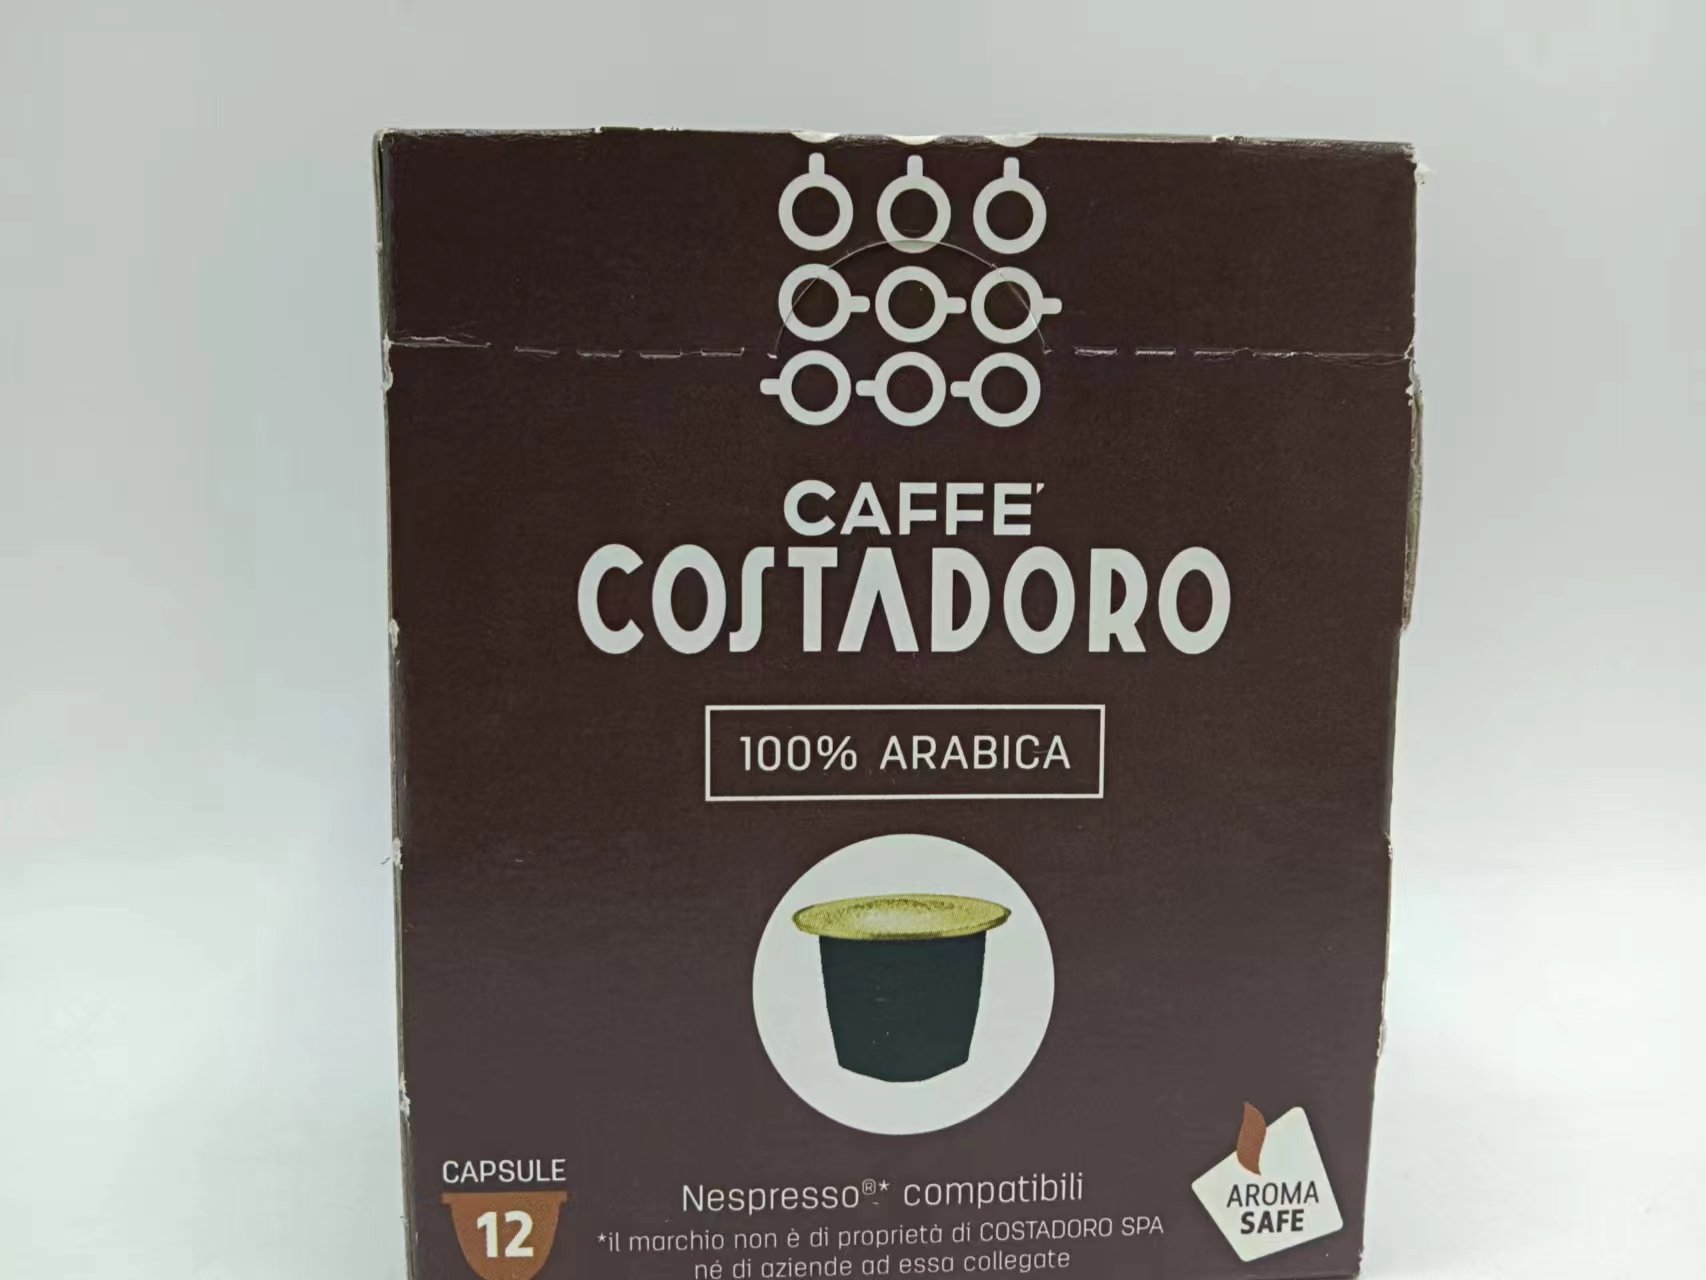 CAFFE'
COSTADORO
100% ARABICA
CAPSULE
12
Nespresso®* compatibili
*il marchio non è di proprietà di COSTADORO SPA
né di aziende ad essa collegate
AROMA
SAFE